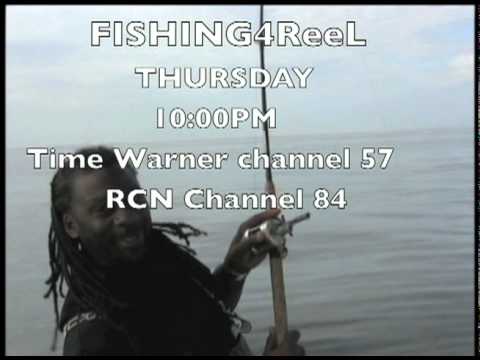 FISHING4ReeL
THURSDAY
10:00PM
Time Warner channel 57
RCN Channel 84